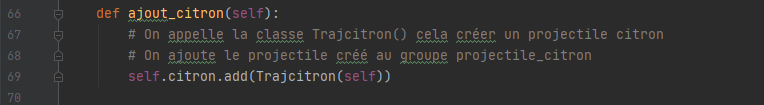 66 def ajout_citron(self):
67 # On appelle la classe Trajcitron() cela créer un projectile citron
68 # On ajoute le projectile créé au groupe projectile_citron
69 self.citron.add(Trajcitron(self))
70